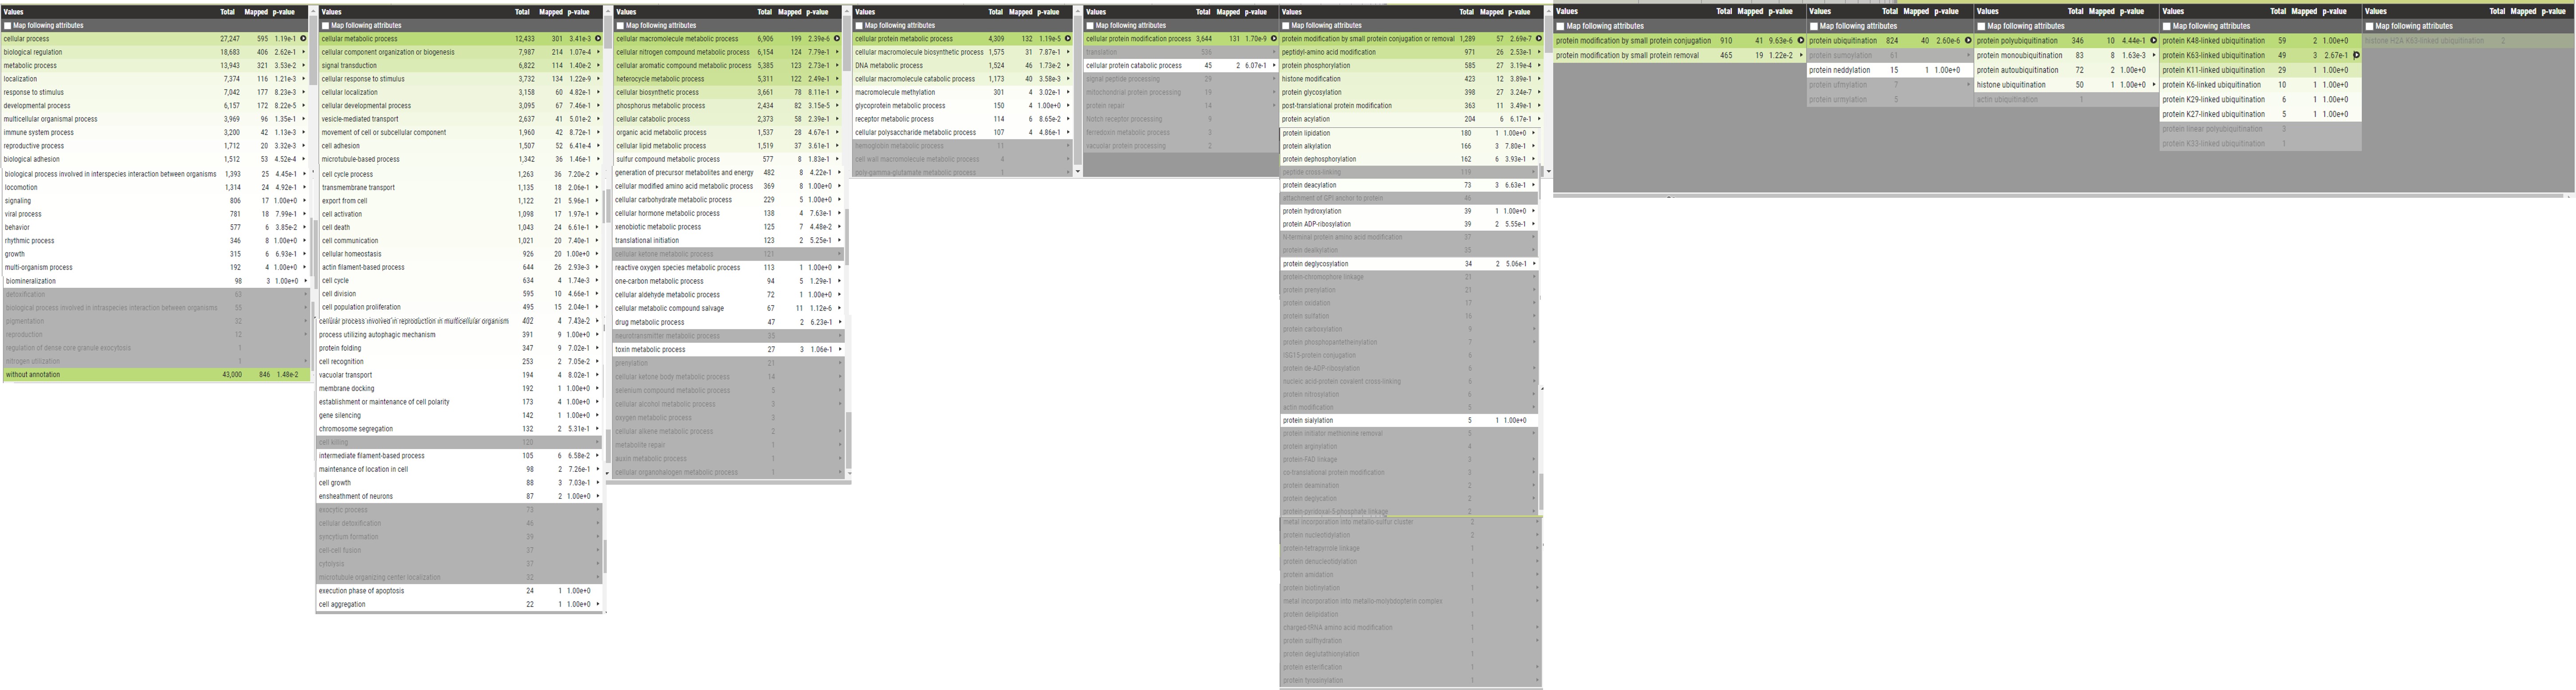 Values Total Mapped p-value
Map following attributes
cellular process 27,247 595 1.19e-1
biological regulation 18,683 406 2.62e-1
metabolic process 13,943 321 3.53e-2
localization 7,374 116 1.21e-3
response to stimulus 7,042 177 8.23e-3
developmental process 6,157 172 8.22e-5
multicellular organismal process 3,969 96 1.35e-1
immune system process 3,200 42 1.13e-3
reproductive process 1,712 20 3.32e-3
biological adhesion 1,512 53 4.52e-4
biological process involved in interspecies interaction between organisms 1,393 25 4.45e-1
locomotion 1,314 24 4.92e-1
signaling 806 17 1.00e+0
viral process 781 18 7.99e-1
behavior 577 6 3.85e-2
rhythmic process 346 8 1.00e+0
growth 315 6 6.93e-1
multi-organism process 192 4 1.00e+0
biomineralization 98 3 1.00e+0
detoxification 63
biological process involved in intraspecies interaction between organisms 55
pigmentation 32
reproduction 12
regulation of dense core granule exocytosis 1
nitrogen utilization 1
without annotation 43,000 846 1.48e-2
Values Total Mapped p-value
Map following attributes
cellular metabolic process 12,433 301 3.41e-3
cellular component organization or biogenesis 7,987 214 1.07e-4
signal transduction 6,822 114 1.40e-2
cellular response to stimulus 3,732 134 1.22e-9
cellular localization 3,158 60 4.82e-1
cellular developmental process 3,095 67 7.46e-1
vesicle-mediated transport 2,637 41 5.01e-2
movement of cell or subcellular component 1,960 42 8.72e-1
cell adhesion 1,507 52 6.41e-4
microtubule-based process 1,342 36 1.46e-1
cell cycle process 1,263 36 7.20e-2
transmembrane transport 1,135 18 2.06e-1
export from cell 1,122 21 5.96e-1
cell activation 1,098 17 1.97e-1
cell death 1,043 24 6.61e-1
cell communication 1,021 20 7.40e-1
cellular homeostasis 926 20 1.00e+0
actin filament-based process 644 26 2.93e-3
cell cycle 634 4 1.74e-3
cell division 595 10 4.66e-1
cell population proliferation 495 15 2.04e-1
cellular process involved in reproduction in multicellular organism 402 4 7.43e-2
process utilizing autophagic mechanism 391 9 1.00e+0
protein folding 347 9 7.02e-1
cell recognition 253 2 7.05e-2
vacuolar transport 194 4 8.02e-1
membrane docking 192 1 1.00e+0
establishment or maintenance of cell polarity 173 4 1.00e+0
gene silencing 142 1 1.00e+0
chromosome segregation 132 2 5.31e-1
cell killing 120
intermediate filament-based process 105 6 6.58e-2
maintenance of location in cell 98 2 7.26e-1
cell growth 88 3 7.03e-1
ensheathment of neurons 87 2 1.00e+0
exocytic process 73
cellular detoxification 46
syncytium formation 39
cell-cell fusion 37
cytolysis 37
microtubule organizing center localization 32
execution phase of apoptosis 24 1 1.00e+0
cell aggregation 22 1 1.00e+0
Values Total Mapped p-value
Map following attributes
cellular macromolecule metabolic process 6,906 199 2.39e-6
cellular nitrogen compound metabolic process 6,154 124 7.79e-1
cellular aromatic compound metabolic process 5,385 123 2.73e-1
heterocycle metabolic process 5,311 122 2.49e-1
cellular biosynthetic process 3,661 78 8.11e-1
phosphorus metabolic process 2,434 82 3.15e-5
cellular catabolic process 2,373 58 2.39e-1
organic acid metabolic process 1,537 28 4.67e-1
cellular lipid metabolic process 1,519 37 3.61e-1
sulfur compound metabolic process 577 8 1.83e-1
generation of precursor metabolites and energy 482 8 4.22e-1
cellular modified amino acid metabolic process 369 8 1.00e+0
cellular carbohydrate metabolic process 229 5 1.00e+0
cellular hormone metabolic process 138 4 7.63e-1
xenobiotic metabolic process 125 7 4.48e-2
translational initiation 123 2 5.25e-1
cellular ketone metabolic process 121
reactive oxygen species metabolic process 113 1 1.00e+0
one-carbon metabolic process 94 5 1.29e-1
cellular aldehyde metabolic process 72 1 1.00e+0
cellular metabolic compound salvage 67 11 1.12e-6
drug metabolic process 47 2 6.23e-1
neurotransmitter metabolic process 35
toxin metabolic process 27 3 1.06e-1
prenylation 21
cellular ketone body metabolic process 14
selenium compound metabolic process 5
cellular alcohol metabolic process 3
oxygen metabolic process 3
cellular alkene metabolic process 2
metabolite repair 1
auxin metabolic process 1
cellular organohalogen metabolic process 1
Values Total Mapped p-value
Map following attributes
cellular protein metabolic process 4,309 132 1.19e-5
cellular macromolecule biosynthetic process 1,575 31 7.87e-1
DNA metabolic process 1,524 46 1.73e-2
cellular macromolecule catabolic process 1,173 40 3.58e-3
macromolecule methylation 301 4 3.02e-1
glycoprotein metabolic process 150 4 1.00e+0
receptor metabolic process 114 6 8.65e-2
cellular polysaccharide metabolic process 107 4 4.86e-1
hemoglobin metabolic process 11
cell wall macromolecule metabolic process 4
poly-gamma-glutamate metabolic process 1
Values Total Mapped p-value
Map following attributes
cellular protein modification process 3,644 131 1.70e-9
translation 536
cellular protein catabolic process 45 2 6.07e-1
signal peptide processing 29
mitochondrial protein processing 19
protein repair 14
Notch receptor processing 9
ferredoxin metabolic process 3
vacuolar protein processing 2
Values Total Mapped p-value
Map following attributes
protein modification by small protein conjugation or removal 1,289 57 2.69e-7
peptidyl-amino acid modification 971 26 2.53e-1
protein phosphorylation 585 27 3.19e-4
histone modification 423 12 3.89e-1
protein glycosylation 398 27 3.24e-7
post-translational protein modification 363 11 3.49e-1
protein acylation 204 6 6.17e-1
protein lipidation 180 1 1.00e+0
protein alkylation 166 3 7.80e-1
protein dephosphorylation 162 6 3.93e-1
peptide cross-linking 119
protein deacylation 73 3 6.63e-1
attachment of GPI anchor to protein 46
protein hydroxylation 39 1 1.00e+0
protein ADP-ribosylation 39 2 5.55e-1
N-terminal protein amino acid modification 37
protein dealkylation 35
protein deglycosylation 34 2 5.06e-1
protein-chromophore linkage 21
protein prenylation 21
protein oxidation 17
protein sulfation 16
protein carboxylation 9
protein phosphopantetheinylation 7
ISG15-protein conjugation 6
protein de-ADP-ribosylation 6
nucleic acid-protein covalent cross-linking 6
protein nitrosylation 6
actin modification 5
protein sialylation 5 1 1.00e+0
protein initiator methionine removal 5
protein arginylation 4
protein-FAD linkage 3
co-translational protein modification 3
protein deamination 2
protein deglycation 2
protein-pyridoxal-5-phosphate linkage 2
metal incorporation into metallo-sulfur cluster 2
protein nucleotidylation 2
protein-tetrapyrrole linkage 1
protein denucleotidylation 1
protein amidation 1
protein biotinylation 1
metal incorporation into metallo-molybdopterin complex 1
protein delipidation 1
charged-tRNA amino acid modification 1
protein sulfhydration 1
protein deglutathionylation 1
protein esterification 1
protein tyrosinylation 1
Values Total Mapped p-value
Map following attributes
protein modification by small protein conjugation 910 41 9.63e-6
protein modification by small protein removal 465 19 1.22e-2
Values Total Mapped p-value
Map following attributes
protein ubiquitination 824 40 2.60e-6
protein sumoylation 61
protein neddylation 15 1 1.00e+0
protein ufmylation 7
protein urmylation 5
Values Total Mapped p-value
Map following attributes
protein polyubiquitination 346 10 4.44e-1
protein monoubiquitination 83 8 1.63e-3
protein autoubiquitination 72 2 1.00e+0
histone ubiquitination 50 1 1.00e+0
actin ubiquitination 1
Values Total Mapped p-value
Map following attributes
protein K48-linked ubiquitination 59 2 1.00e+0
protein K63-linked ubiquitination 49 3 2.67e-1
protein K11-linked ubiquitination 29 1 1.00e+0
protein K6-linked ubiquitination 10 1 1.00e+0
protein K29-linked ubiquitination 6 1 1.00e+0
protein K27-linked ubiquitination 5 1 1.00e+0
protein linear polyubiquitination 3
protein K33-linked ubiquitination 1
Values Total Mapped p-value
Map following attributes
histone H2A K63-linked ubiquitination 2